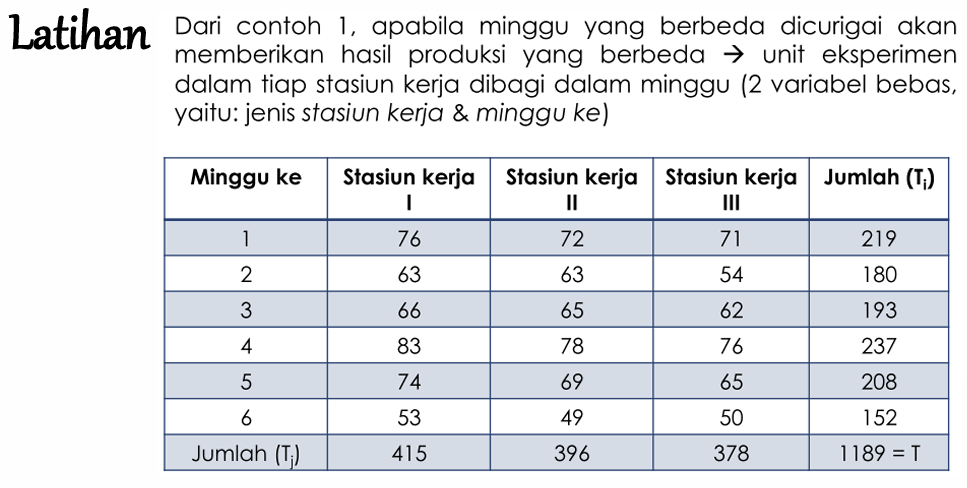 Latihan
Dari contoh 1, apabila minggu yang berbeda dicurigai akan
memberikan hasil produksi yang berbeda → unit eksperimen
dalam tiap stasiun kerja dibagi dalam minggu (2 variabel bebas,
yaitu: jenis stasiun kerja & minggu ke)
Minggu ke Stasiun kerja I Stasiun kerja II Stasiun kerja III Jumlah (Ti)
1 76 72 71 219
2 63 63 54 180
3 66 65 62 193
4 83 78 76 237
5 74 69 65 208
6 53 49 50 152
Jumlah (Tj) 415 396 378 1189 = T